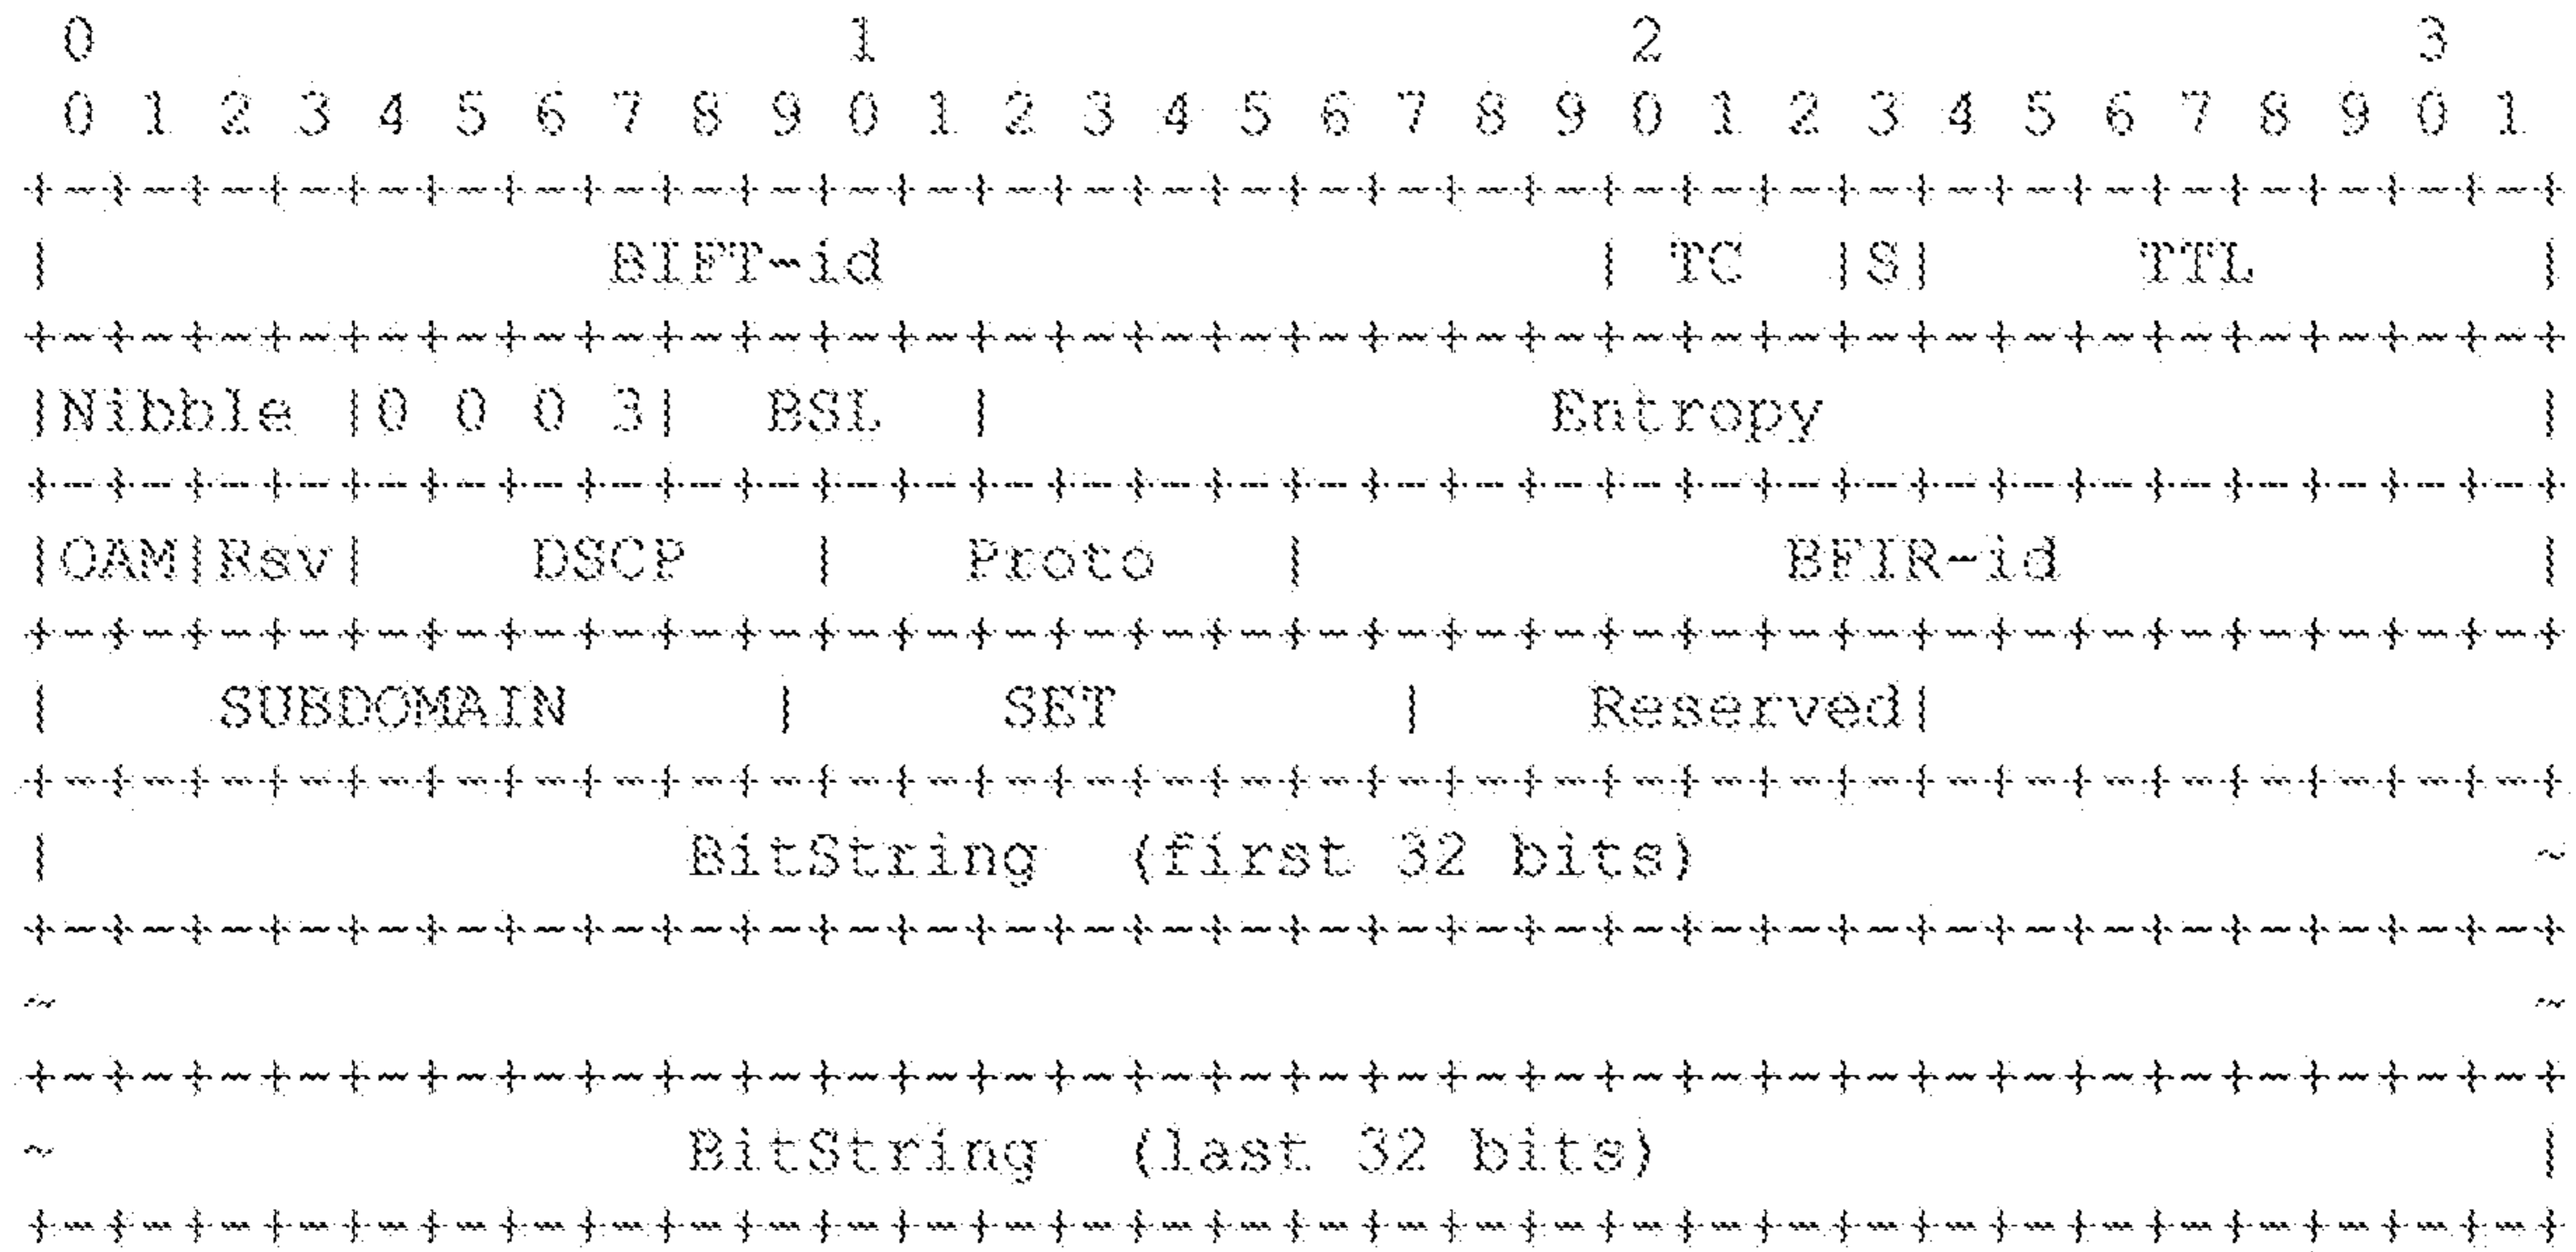 0                   1                   2                   3
 0 1 2 3 4 5 6 7 8 9 0 1 2 3 4 5 6 7 8 9 0 1 2 3 4 5 6 7 8 9 0 1
+-+-+-+-+-+-+-+-+-+-+-+-+-+-+-+-+-+-+-+-+-+-+-+-+-+-+-+-+-+-+-+-+
|              BIFT-id                  | TC  |S|     TTL       |
+-+-+-+-+-+-+-+-+-+-+-+-+-+-+-+-+-+-+-+-+-+-+-+-+-+-+-+-+-+-+-+-+
|Nibble |0 0 0 3|  BSL  |              Entropy                  |
+-+-+-+-+-+-+-+-+-+-+-+-+-+-+-+-+-+-+-+-+-+-+-+-+-+-+-+-+-+-+-+-+
|OAM|Rsv|    DSCP   |   Proto   |            BFIR-id            |
+-+-+-+-+-+-+-+-+-+-+-+-+-+-+-+-+-+-+-+-+-+-+-+-+-+-+-+-+-+-+-+-+
|    SUBDOMAIN     |     SET       |    Reserved|
+-+-+-+-+-+-+-+-+-+-+-+-+-+-+-+-+-+-+-+-+-+-+-+-+-+-+-+-+-+-+-+-+
|                BitString  (first 32 bits)                     ~
+-+-+-+-+-+-+-+-+-+-+-+-+-+-+-+-+-+-+-+-+-+-+-+-+-+-+-+-+-+-+-+-+
~                                                               ~
+-+-+-+-+-+-+-+-+-+-+-+-+-+-+-+-+-+-+-+-+-+-+-+-+-+-+-+-+-+-+-+-+
~                BitString  (last 32 bits)                      |
+-+-+-+-+-+-+-+-+-+-+-+-+-+-+-+-+-+-+-+-+-+-+-+-+-+-+-+-+-+-+-+-+